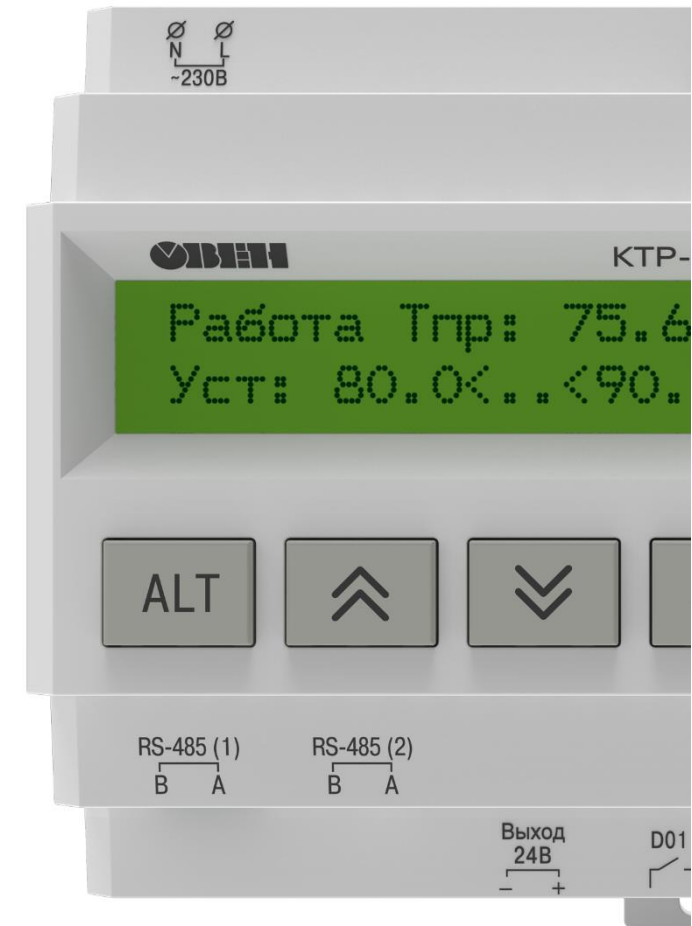 N L
~230В
ОВЕН
КТР-
Работа Тпр: 75.6
Уст: 80.0<..<90.
ALT
RS-485 (1) RS-485 (2)
B A B A
Выход
24В
– +
D01